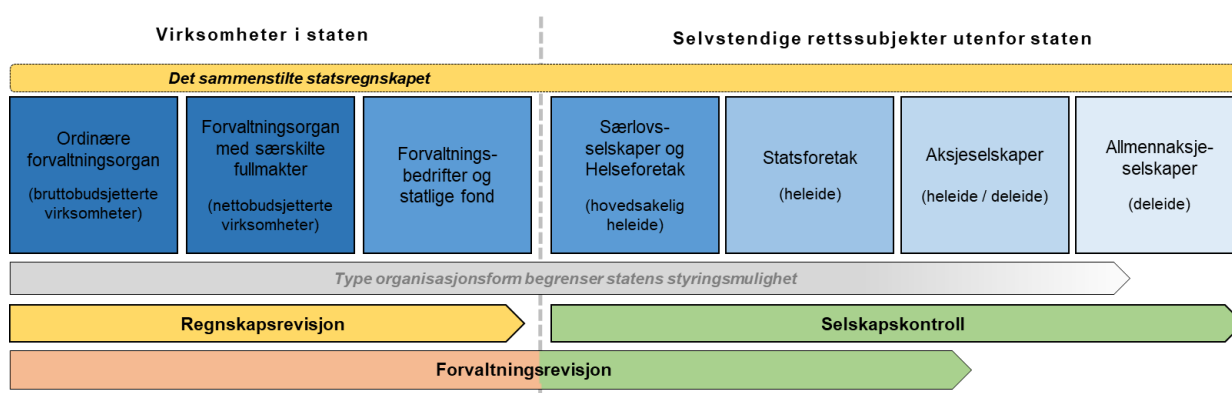 Virksomheter i staten
Selvstendige rettssubjekter utenfor staten
Det sammenstilte statsregnskapet
Ordinære
forvaltningsorgan
(bruttobudsjetterte
virksomheter)
Forvaltningsorgan
med særskilte
fullmakter
(nettobudsjetterte
virksomheter)
Forvaltnings-
bedrifter og
statlige fond
Særlovs-
selskaper og
Helseforetak
(hovedsakelig
heleide)
Statsforetak
(heleide)
Aksjeselskaper
(heleide / deleide)
Allmennaksje-
selskaper
(deleide)
Type organisasjonsform begrenser statens styringsmulighet
Regnskapsrevisjon
Selskapskontroll
Forvaltningsrevisjon